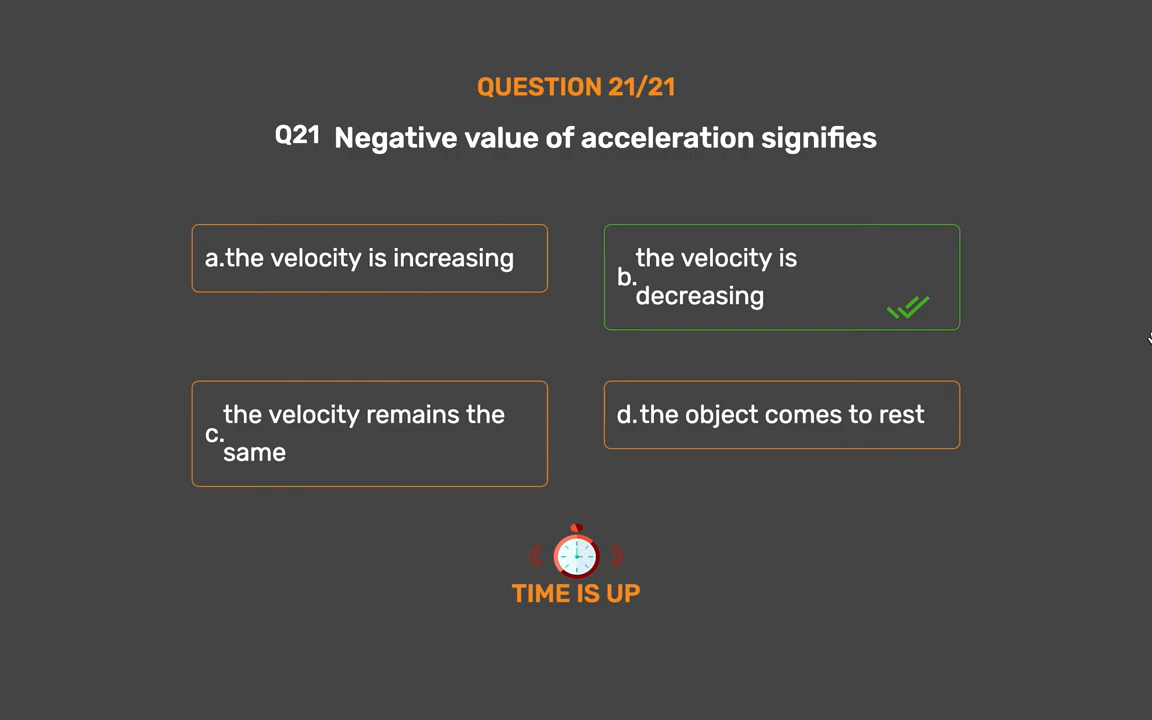 QUESTION 21/21
Q21 Negative value of acceleration signifies
a.the velocity is increasing
b.the velocity is
decreasing
c.the velocity remains the
same
d.the object comes to rest
TIME IS UP